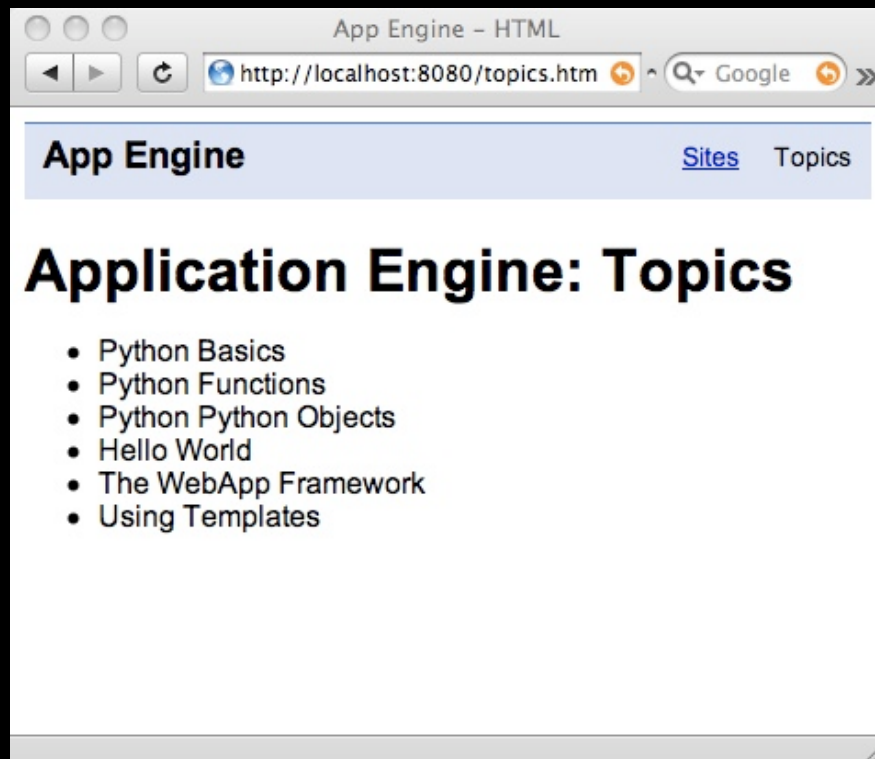 App Engine – HTML
http://localhost:8080/topics.htm Google
App Engine Sites Topics
Application Engine: Topics
• Python Basics
• Python Functions
• Python Python Objects
• Hello World
• The WebApp Framework
• Using Templates